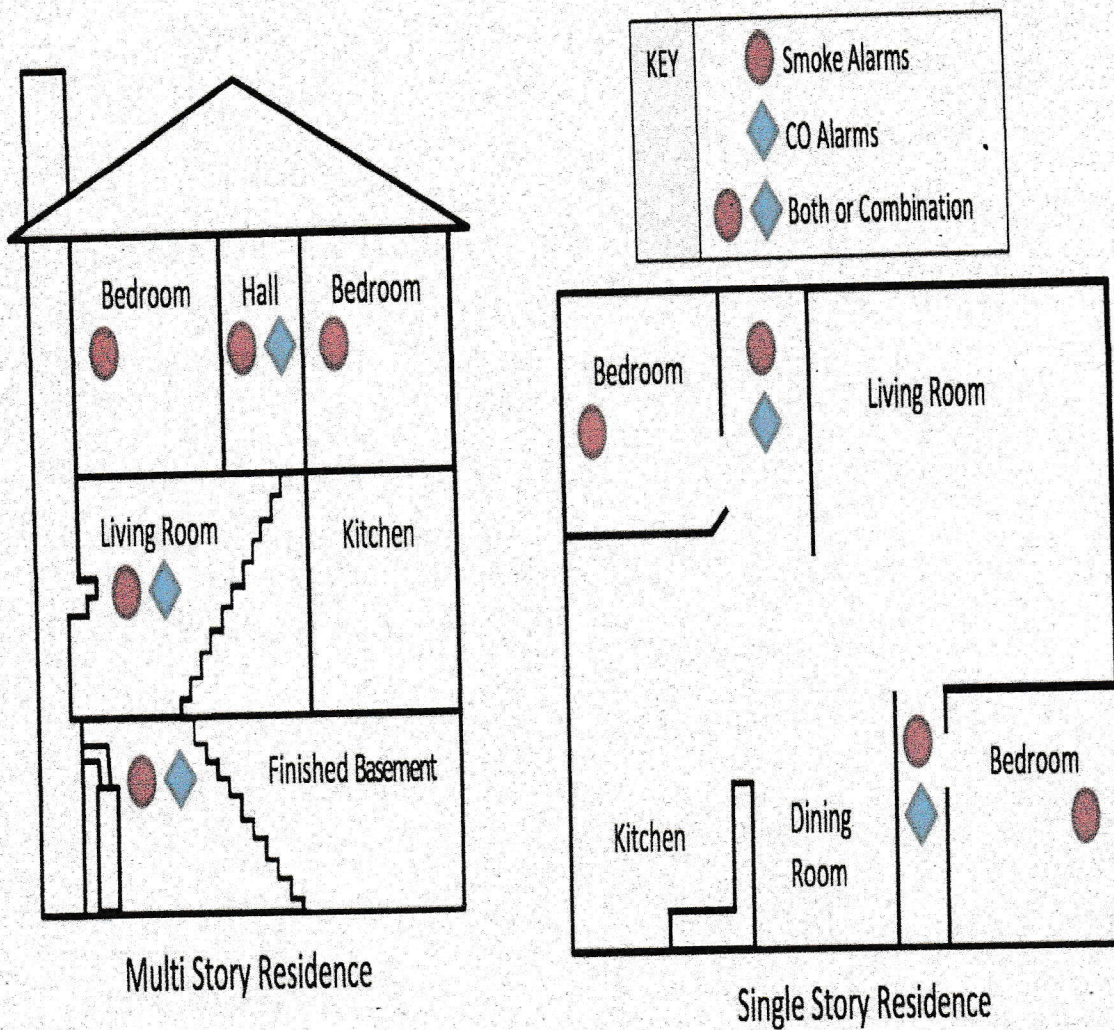 KEY
Smoke Alarms
CO Alarms
Both or Combination
Bedroom
Hall
Bedroom
Living Room
Kitchen
Finished Basement
Multi Story Residence
Bedroom
Living Room
Kitchen
Dining
Room
Bedroom
Single Story Residence